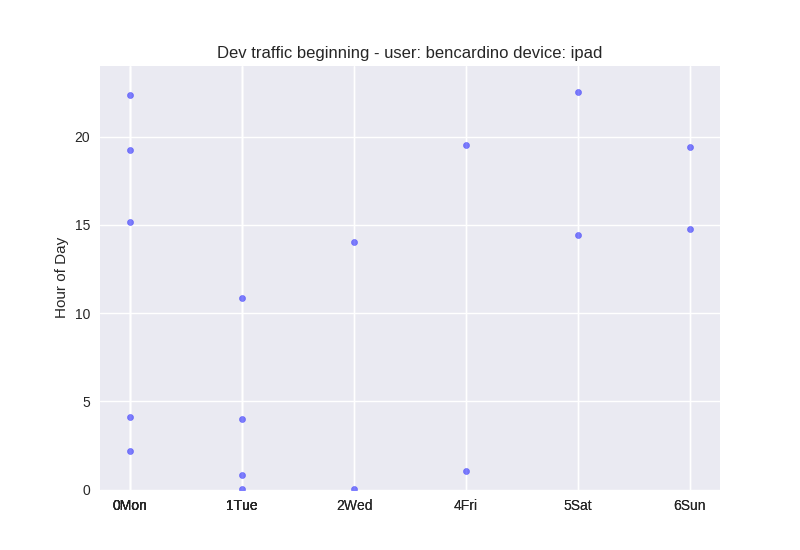 Dev traffic beginning - user: bencardino device: ipad
Hour of Day
20
15
10
5
0
0Mon 1Tue 2Wed 4Fri 5Sat 6Sun